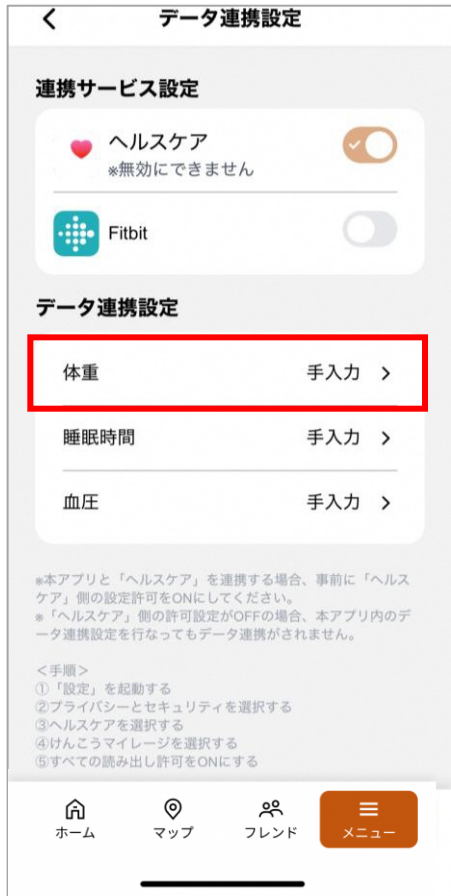 データ連携設定
連携サービス設定
ヘルスケア
※無効にできません
Fitbit
データ連携設定
体重 手入力
睡眠時間 手入力
血圧 手入力
※本アプリと「ヘルスケア」を連携する場合、事前に「ヘルス
ケア」側の設定許可をONにしてください。
※「ヘルスケア」側の許可設定がOFFの場合、本アプリ内のデ
ータ連携設定を行なってもデータ連携がされません。
＜手順＞
①「設定」を起動する
②プライバシーとセキュリティを選択する
③ヘルスケアを選択する
④けんこうマイレージを選択する
⑤すべての読み出し許可をONにする
ホーム マップ フレンド メニュー